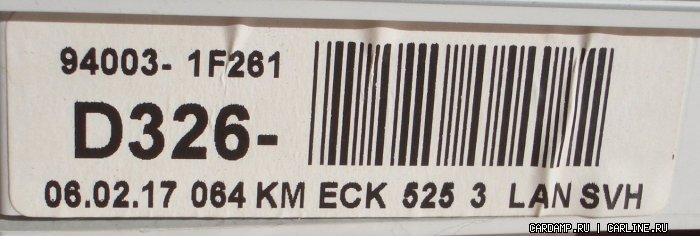 94003- 1F261
D326-
06.02.17 064 KM ECK 525 3 LAN SVH
CARDAMP.RU | CARLINE.RU